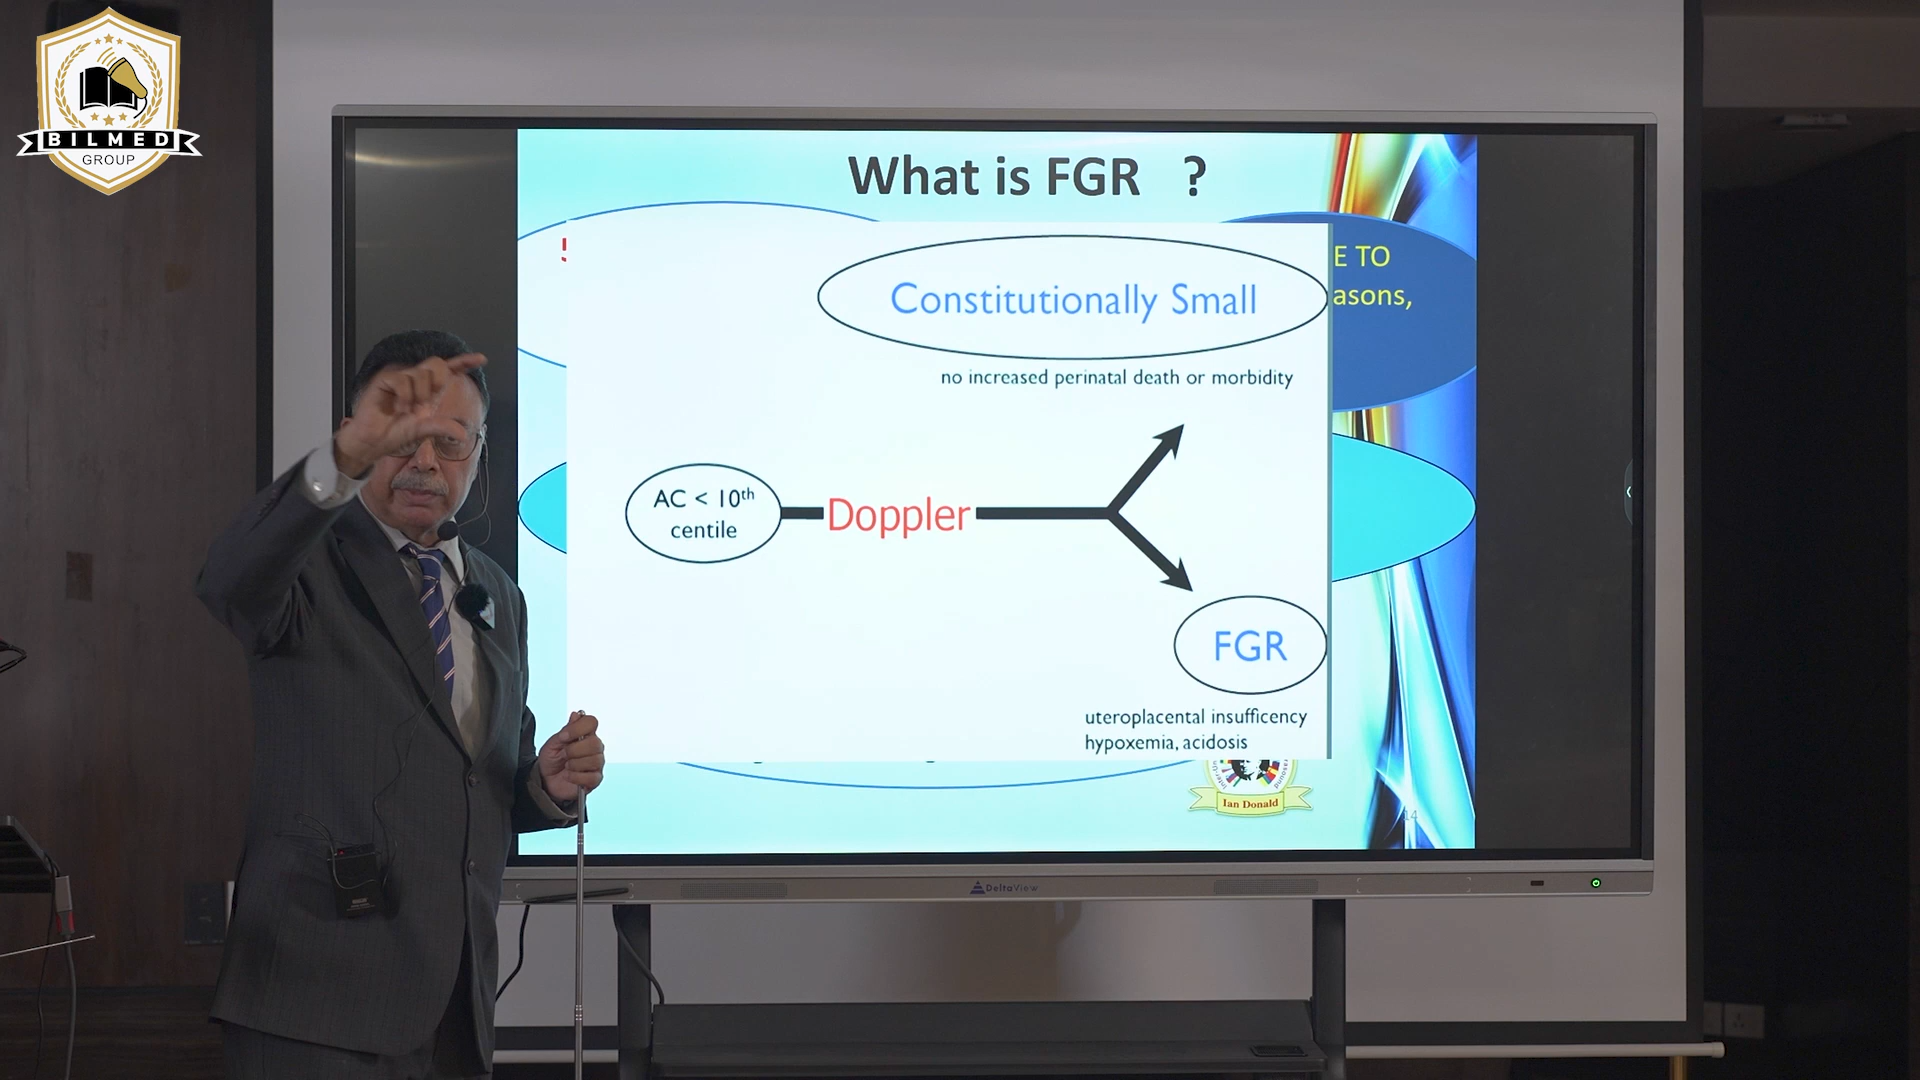 BILMED
GROUP
What is FGR ?
E TO
asons,
Constitutionally Small
no increased perinatal death or morbidity
AC < 10th
centile
Doppler
FGR
uteroplacental insufficency
hypoxemia, acidosis
Ian Donald
14
DeltaView